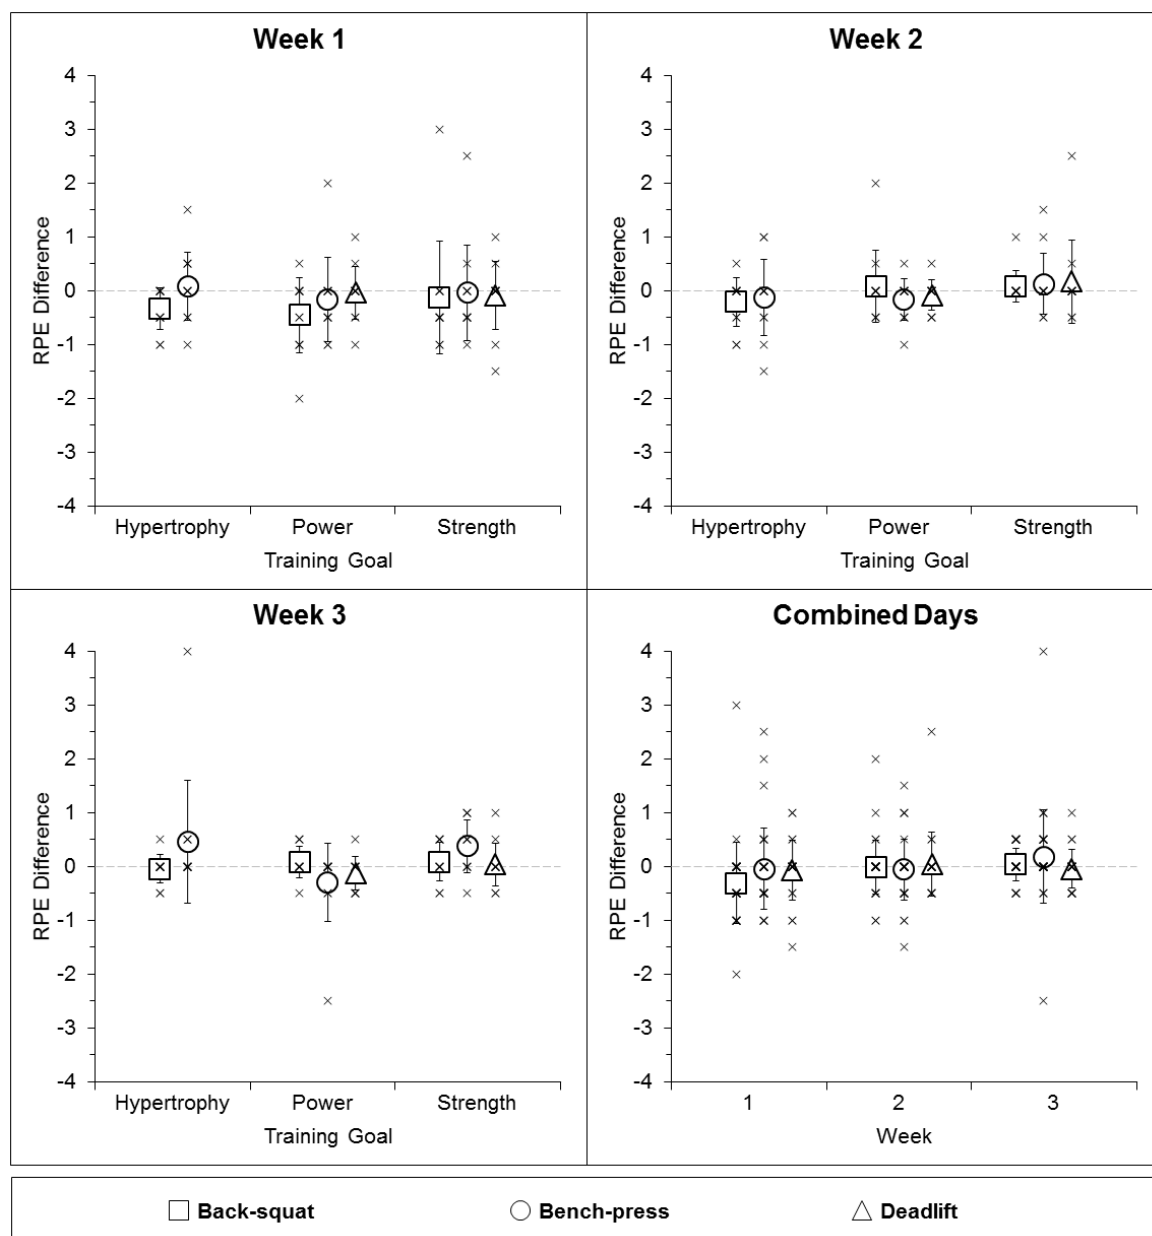 Week 1
4
3
2
1
0
-1
-2
-3
-4
RPE Difference
Hypertrophy Power Strength
Training Goal
Week 2
4
3
2
1
0
-1
-2
-3
-4
RPE Difference
Hypertrophy Power Strength
Training Goal
Week 3
4
3
2
1
0
-1
-2
-3
-4
RPE Difference
Hypertrophy Power Strength
Training Goal
Combined Days
4
3
2
1
0
-1
-2
-3
-4
RPE Difference
1 2 3
Week
Back-squat Bench-press Deadlift